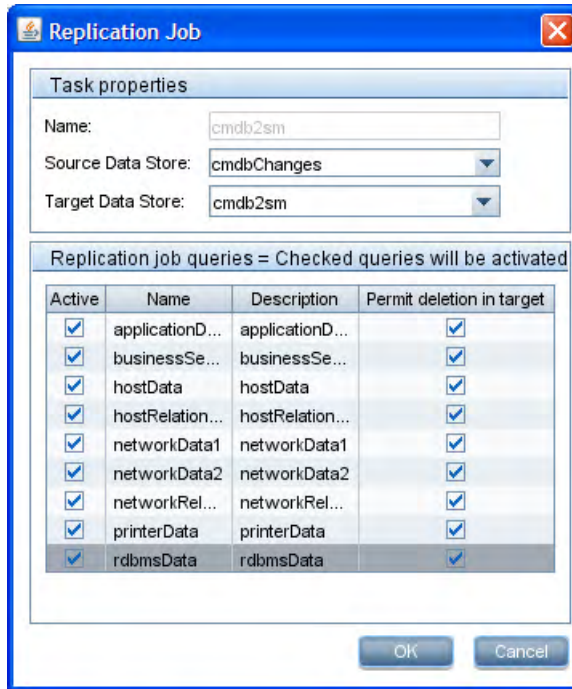 Replication Job
Task properties
Name: cmdb2sm
Source Data Store: cmdbChanges
Target Data Store: cmdb2sm
Replication job queries = Checked queries will be activated
Active Name Description Permit deletion in target
applicationD... applicationD...
businessSe... businessSe...
hostData hostData
hostRelation... hostRelation...
networkData1 networkData1
networkData2 networkData2
networkRel... networkRel...
printerData printerData
rdbmsData rdbmsData
OK Cancel